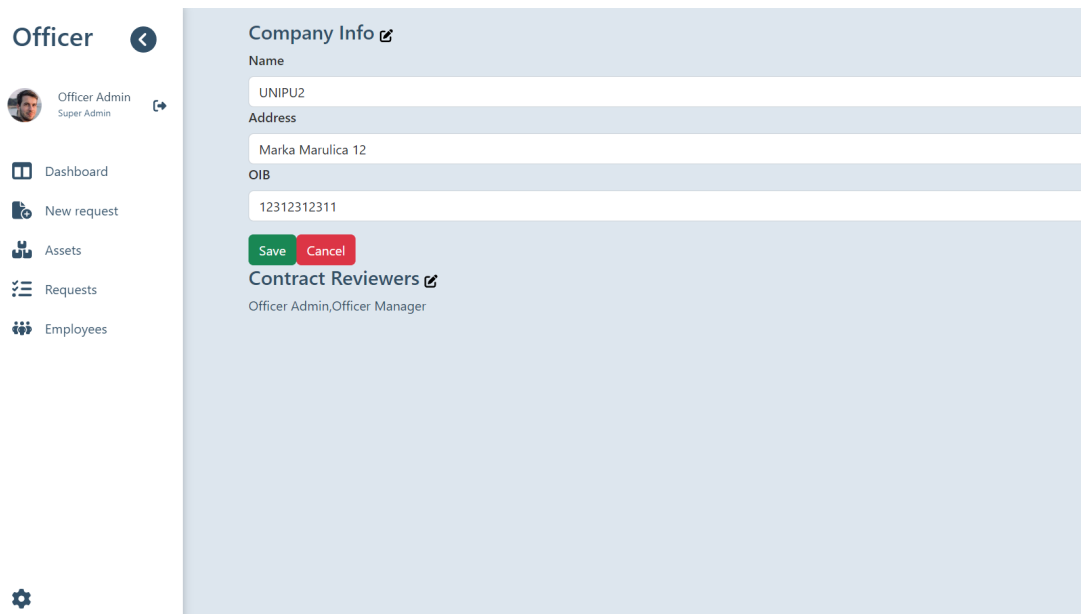 Officer
Officer Admin
Super Admin
Dashboard
New request
Assets
Requests
Employees
Company Info
Name
UNIPU2
Address
Marka Marulica 12
OIB
12312312311
Save Cancel
Contract Reviewers
Officer Admin,Officer Manager